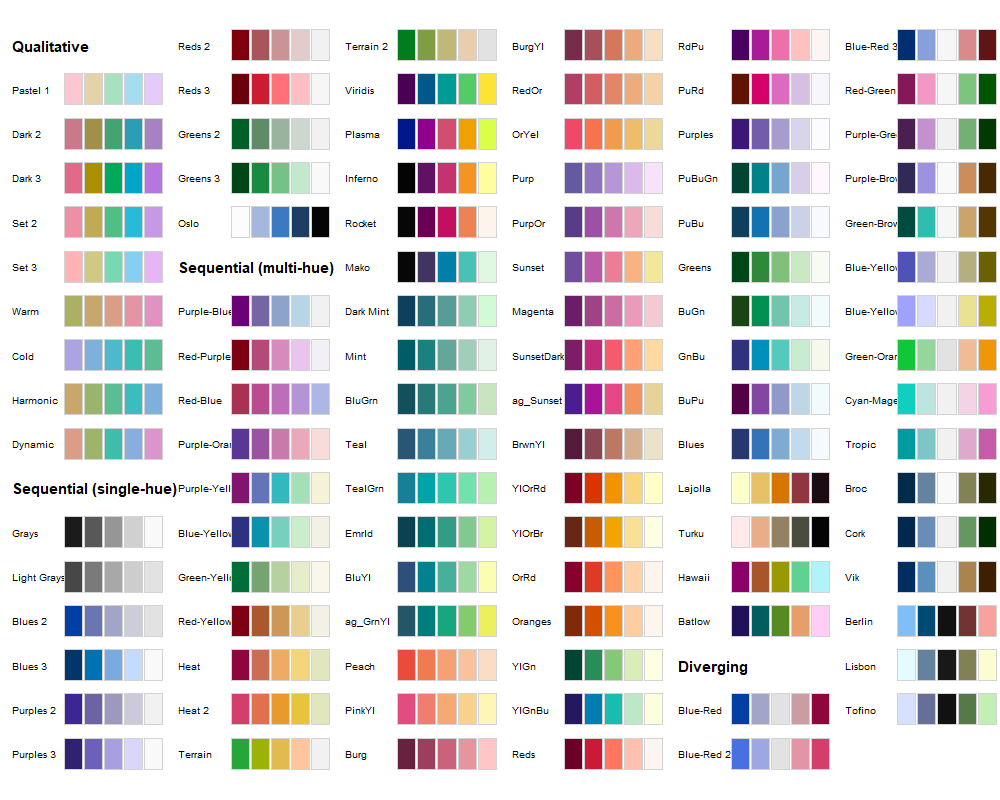 Qualitative
Pastel 1
Dark 2
Dark 3
Set 2
Set 3
Warm
Cold
Harmonic
Dynamic
Sequential (single-hue)
Grays
Light Grays
Blues 2
Blues 3
Purples 2
Purples 3
Reds 2
Reds 3
Greens 2
Greens 3
Oslo
Sequential (multi-hue)
Purple-Blue
Red-Purple
Red-Blue
Purple-Oran
Purple-Yell
Blue-Yellow
Green-Yello
Red-Yellow
Heat
Heat 2
Terrain
Terrain 2
Viridis
Plasma
Inferno
Rocket
Mako
Dark Mint
Mint
BluGrn
Teal
TealGrn
Emrld
BluYl
ag_GrnYl
Peach
PinkYl
Burg
BurgYl
RedOr
OrYel
Purp
PurpOr
Sunset
Magenta
SunsetDark
ag_Sunset
BrwnYl
YlOrRd
YlOrBr
OrRd
Oranges
YlGn
YlGnBu
Reds
RdPu
PuRd
Purples
PuBuGn
PuBu
Greens
BuGn
GnBu
BuPu
Blues
Lajolla
Turku
Hawaii
Batlow
Diverging
Blue-Red
Blue-Red 2
Blue-Red 3
Red-Green
Purple-Gree
Purple-Brow
Green-Brow
Blue-Yellow
Blue-Yellow
Green-Oran
Cyan-Mage
Tropic
Broc
Cork
Vik
Berlin
Lisbon
Tofino